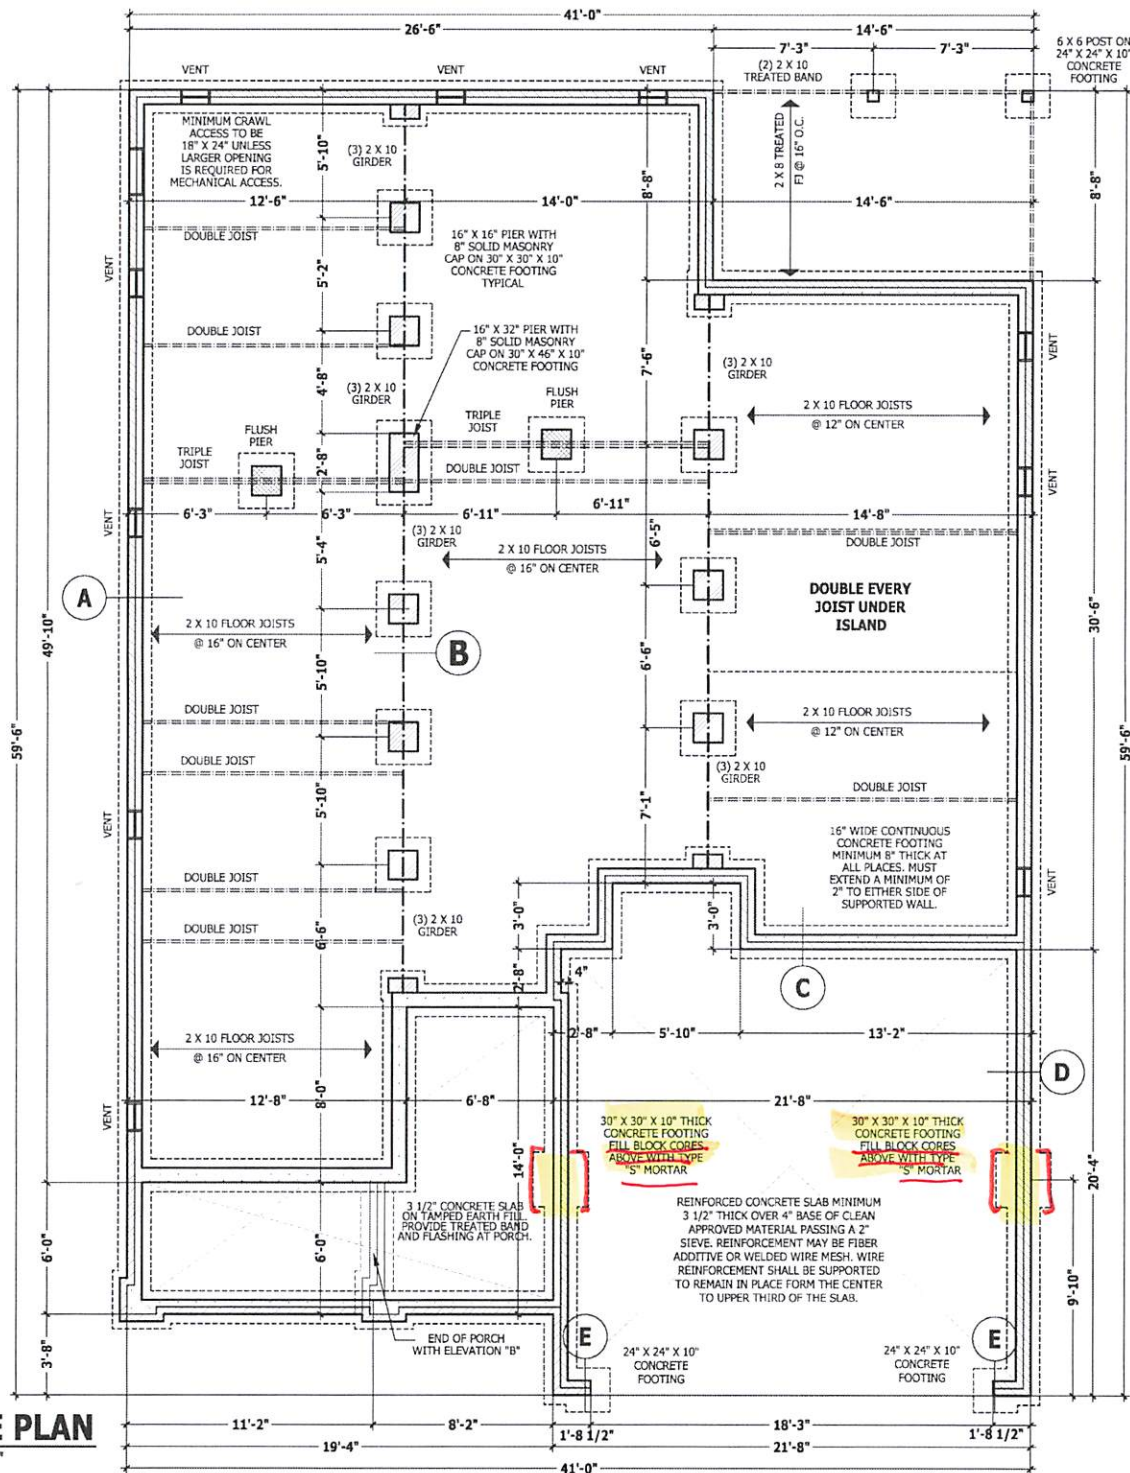 41'-0"
26'-6"
14'-6"
7'-3"
7'-3"
6 X 6 POST ON
24" X 24" X 10"
CONCRETE
FOOTING
(2) 2 X 10
TREATED BAND
VENT
VENT
VENT
MINIMUM CRAWL
ACCESS TO BE
18" X 24" UNLESS
LARGER OPENING
IS REQUIRED FOR
MECHANICAL ACCESS.
5'-10"
(3) 2 X 10
GIRDER
8'-8"
2 X 8 TREATED
FJ @ 16" O.C.
8'-8"
12'-6"
14'-0"
14'-6"
DOUBLE JOIST
16" X 16" PIER WITH
8" SOLID MASONRY
CAP ON 30" X 30" X 10"
CONCRETE FOOTING
TYPICAL
VENT
5'-2"
DOUBLE JOIST
16" X 32" PIER WITH
8" SOLID MASONRY
CAP ON 30" X 46" X 10"
CONCRETE FOOTING
VENT
7'-6"
(3) 2 X 10
GIRDER
4'-8"
(3) 2 X 10
GIRDER
FLUSH
PIER
2 X 10 FLOOR JOISTS
@ 12" ON CENTER
TRIPLE
JOIST
FLUSH
PIER
TRIPLE
JOIST
DOUBLE JOIST
2'-8"
VENT
6'-3"
6'-3"
6'-11"
6'-11"
14'-8"
VENT
(3) 2 X 10
GIRDER
5'-4"
6'-5"
DOUBLE JOIST
2 X 10 FLOOR JOISTS
@ 16" ON CENTER
A
DOUBLE EVERY
JOIST UNDER
ISLAND
2 X 10 FLOOR JOISTS
@ 16" ON CENTER
B
49'-10"
30'-6"
5'-10"
6'-6"
59'-6"
59'-6"
DOUBLE JOIST
2 X 10 FLOOR JOISTS
@ 12" ON CENTER
DOUBLE JOIST
(3) 2 X 10
GIRDER
DOUBLE JOIST
5'-10"
7'-1"
VENT
16" WIDE CONTINUOUS
CONCRETE FOOTING
MINIMUM 8" THICK AT
ALL PLACES. MUST
EXTEND A MINIMUM OF
2" TO EITHER SIDE OF
SUPPORTED WALL.
VENT
DOUBLE JOIST
3'-0"
3'-0"
(3) 2 X 10
GIRDER
DOUBLE JOIST
6'-6"
2'-8"
4"
C
2 X 10 FLOOR JOISTS
@ 16" ON CENTER
2'-8"
5'-10"
13'-2"
D
8'-0"
12'-8"
6'-8"
21'-8"
VENT
30" X 30" X 10" THICK
CONCRETE FOOTING
FILL BLOCK CORES
ABOVE WITH TYPE
"S" MORTAR
30" X 30" X 10" THICK
CONCRETE FOOTING
FILL BLOCK CORES
ABOVE WITH TYPE
"S" MORTAR
14'-0"
20'-4"
3 1/2" CONCRETE SLAB
ON TAMPED EARTH FILL.
PROVIDE TREATED BAND
AND FLASHING AT PORCH.
REINFORCED CONCRETE SLAB MINIMUM
3 1/2" THICK OVER 4" BASE OF CLEAN
APPROVED MATERIAL PASSING A 2"
SIEVE. REINFORCEMENT MAY BE FIBER
ADDITIVE OR WELDED WIRE MESH. WIRE
REINFORCEMENT SHALL BE SUPPORTED
TO REMAIN IN PLACE FORM THE CENTER
TO UPPER THIRD OF THE SLAB.
6'-0"
6'-0"
9'-10"
3'-8"
END OF PORCH
WITH ELEVATION "B"
E
E
24" X 24" X 10"
CONCRETE
FOOTING
24" X 24" X 10"
CONCRETE
FOOTING
PLAN
11'-2"
8'-2"
1'-8 1/2"
18'-3"
1'-8 1/2"
19'-4"
21'-8"
41'-0"